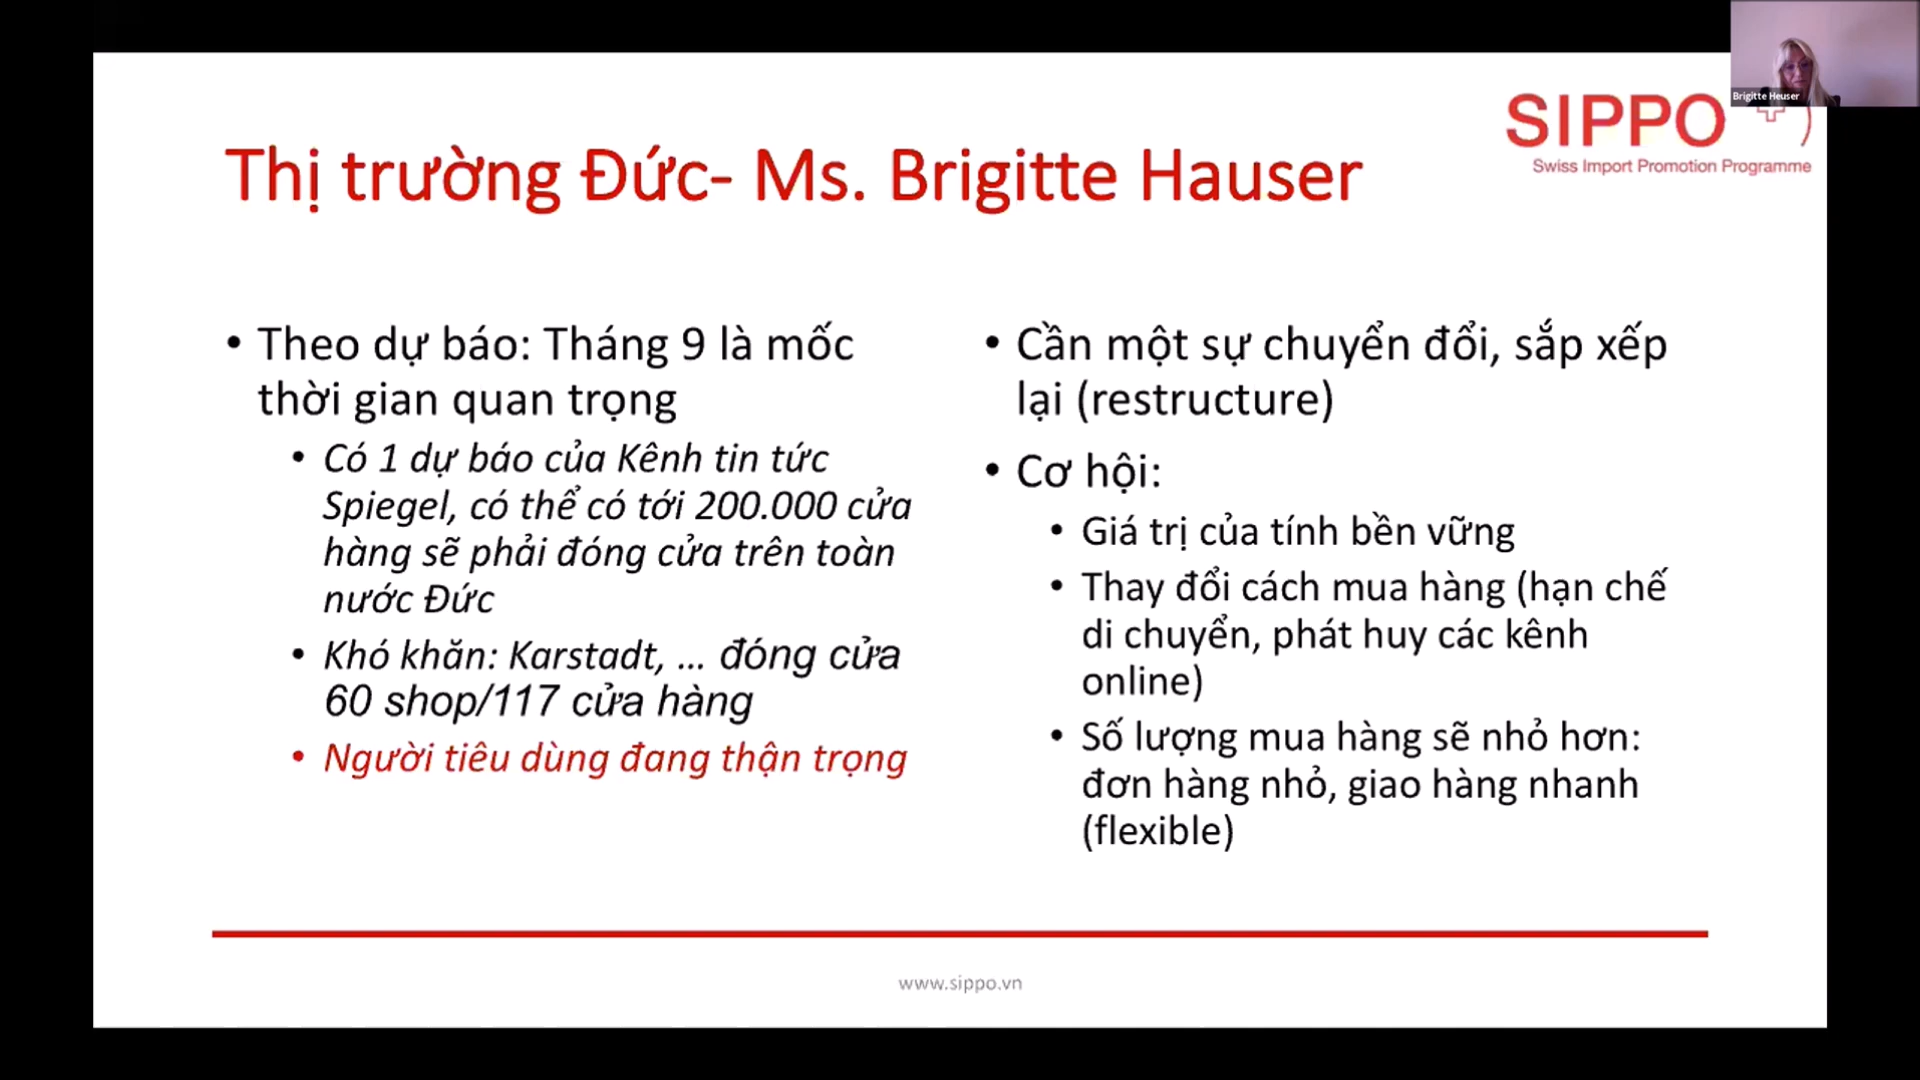 Brigitte Heuser
SIPPO
Swiss Import Promotion Programme
Thị trường Đức- Ms. Brigitte Hauser
• Theo dự báo: Tháng 9 là mốc
thời gian quan trọng
• Có 1 dự báo của Kênh tin tức
Spiegel, có thể có tới 200.000 cửa
hàng sẽ phải đóng cửa trên toàn
nước Đức
• Khó khăn: Karstadt, ... đóng cửa
60 shop/117 cửa hàng
• Người tiêu dùng đang thận trọng
• Cần một sự chuyển đổi, sắp xếp
lại (restructure)
• Cơ hội:
• Giá trị của tính bền vững
• Thay đổi cách mua hàng (hạn chế
di chuyển, phát huy các kênh
online)
• Số lượng mua hàng sẽ nhỏ hơn:
đơn hàng nhỏ, giao hàng nhanh
(flexible)
www.sippo.vn